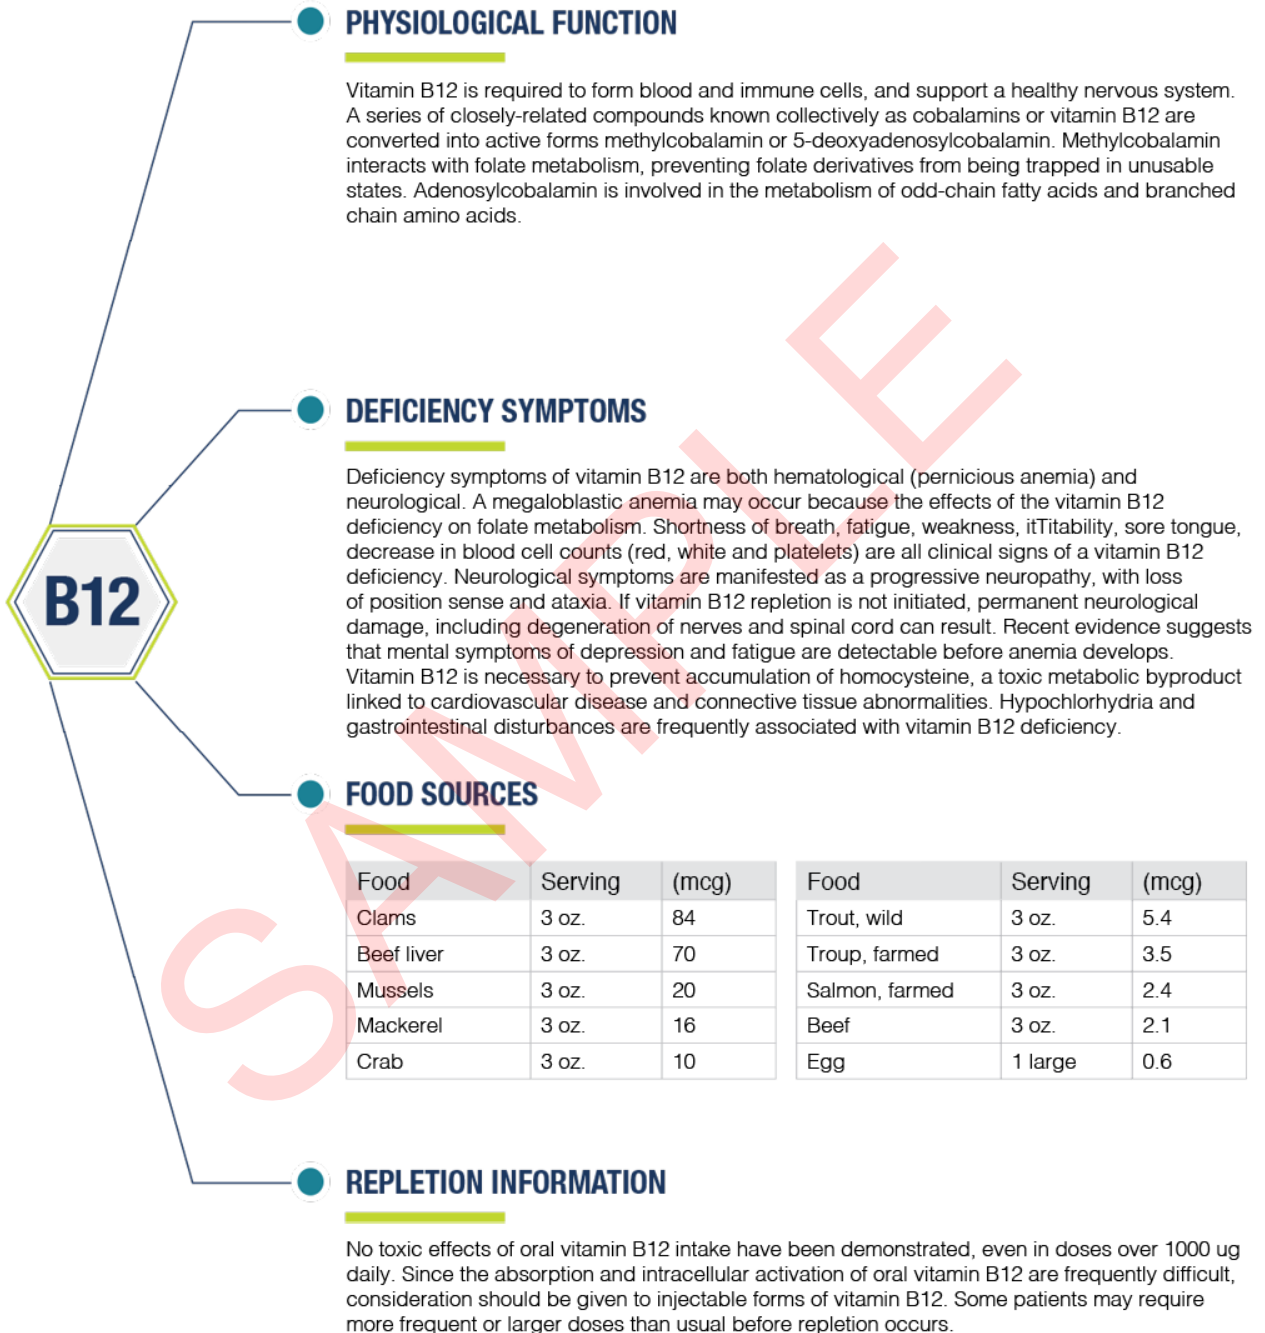 PHYSIOLOGICAL FUNCTION
Vitamin B12 is required to form blood and immune cells, and support a healthy nervous system.
A series of closely-related compounds known collectively as cobalamins or vitamin B12 are
converted into active forms methylcobalamin or 5-deoxyadenosylcobalamin. Methylcobalamin
interacts with folate metabolism, preventing folate derivatives from being trapped in unusable
states. Adenosylcobalamin is involved in the metabolism of odd-chain fatty acids and branched
chain amino acids.
DEFICIENCY SYMPTOMS
Deficiency symptoms of vitamin B12 are both hematological (pernicious anemia) and
neurological. A megaloblastic anemia may occur because the effects of the vitamin B12
deficiency on folate metabolism. Shortness of breath, fatigue, weakness, itTitability, sore tongue,
decrease in blood cell counts (red, white and platelets) are all clinical signs of a vitamin B12
deficiency. Neurological symptoms are manifested as a progressive neuropathy, with loss
of position sense and ataxia. If vitamin B12 repletion is not initiated, permanent neurological
damage, including degeneration of nerves and spinal cord can result. Recent evidence suggests
that mental symptoms of depression and fatigue are detectable before anemia develops.
Vitamin B12 is necessary to prevent accumulation of homocysteine, a toxic metabolic byproduct
linked to cardiovascular disease and connective tissue abnormalities. Hypochlorhydria and
gastrointestinal disturbances are frequently associated with vitamin B12 deficiency.
B12
FOOD SOURCES
Food Serving (mcg)
Clams 3 oz. 84
Beef liver 3 oz. 70
Mussels 3 oz. 20
Mackerel 3 oz. 16
Crab 3 oz. 10
Food Serving (mcg)
Trout, wild 3 oz. 5.4
Troup, farmed 3 oz. 3.5
Salmon, farmed 3 oz. 2.4
Beef 3 oz. 2.1
Egg 1 large 0.6
REPLETION INFORMATION
No toxic effects of oral vitamin B12 intake have been demonstrated, even in doses over 1000 ug
daily. Since the absorption and intracellular activation of oral vitamin B12 are frequently difficult,
consideration should be given to injectable forms of vitamin B12. Some patients may require
more frequent or larger doses than usual before repletion occurs.
SAMPLE